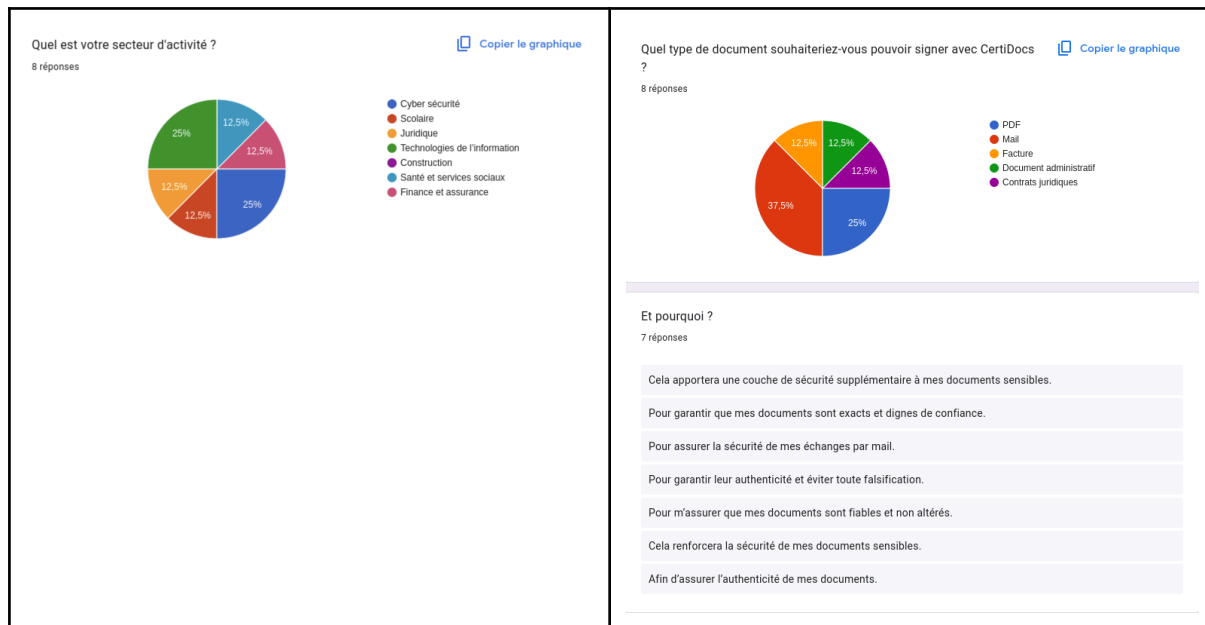 Quel est votre secteur d'activité ?
Copier le graphique
8 réponses
25%
12,5%
12,5%
12,5%
12,5%
25%
Cyber sécurité
Scolaire
Juridique
Technologies de l'information
Construction
Santé et services sociaux
Finance et assurance
Quel type de document souhaiteriez-vous pouvoir signer avec CertiDocs
?
Copier le graphique
8 réponses
12,5%
12,5%
12,5%
37,5%
25%
PDF
Mail
Facture
Document administratif
Contrats juridiques
Et pourquoi ?
7 réponses
Cela apportera une couche de sécurité supplémentaire à mes documents sensibles.
Pour garantir que mes documents sont exacts et dignes de confiance.
Pour assurer la sécurité de mes échanges par mail.
Pour garantir leur authenticité et éviter toute falsification.
Pour m'assurer que mes documents sont fiables et non altérés.
Cela renforcera la sécurité de mes documents sensibles.
Afin d'assurer l'authenticité de mes documents.